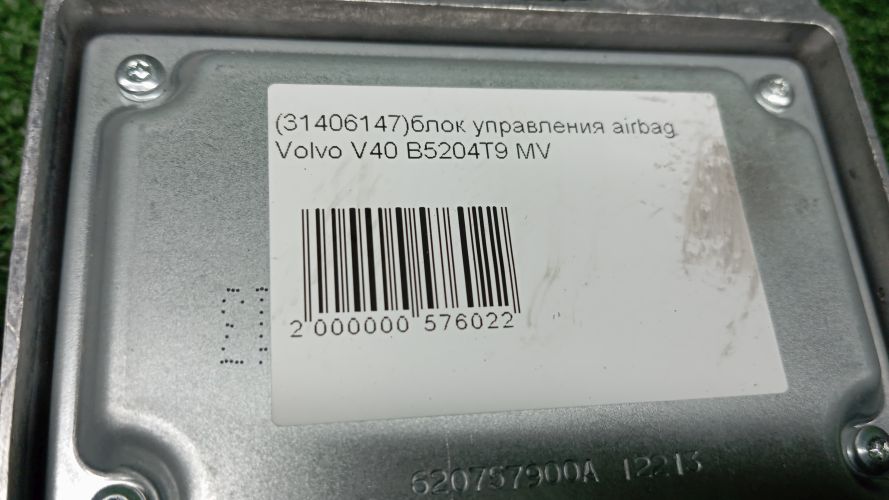 (31406147)блок управления airbag
Volvo V40 B5204T9 MV
2 000000 576022
620757900A 12213